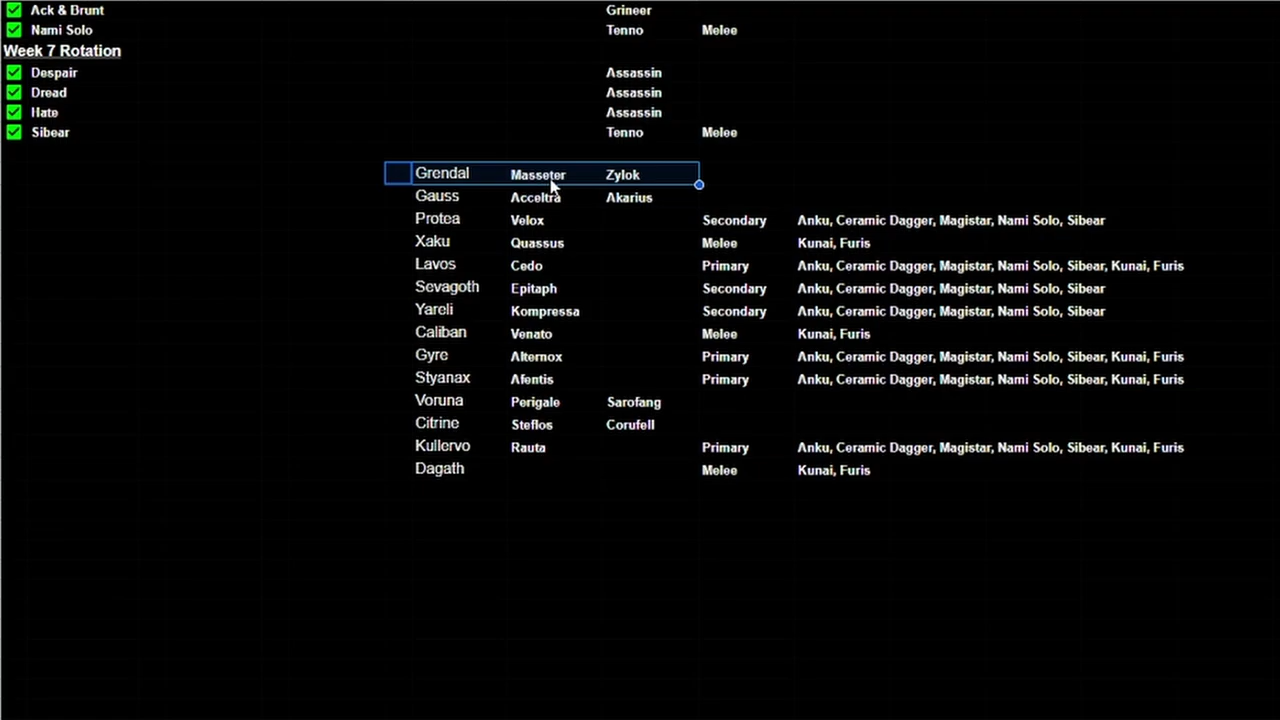 Ack & Brunt Grineer
Nami Solo Tenno Melee
Week 7 Rotation
Despair Assassin
Dread Assassin
Hate Assassin
Sibear Tenno Melee
Grendal Masseter Zylok
Gauss Acceltra Akarius
Protea Velox Secondary Anku, Ceramic Dagger, Magistar, Nami Solo, Sibear
Xaku Quassus Melee Kunai, Furis
Lavos Cedo Primary Anku, Ceramic Dagger, Magistar, Nami Solo, Sibear, Kunai, Furis
Sevagoth Epitaph Secondary Anku, Ceramic Dagger, Magistar, Nami Solo, Sibear
Yareli Kompressa Secondary Anku, Ceramic Dagger, Magistar, Nami Solo, Sibear
Caliban Venato Melee Kunai, Furis
Gyre Alternox Primary Anku, Ceramic Dagger, Magistar, Nami Solo, Sibear, Kunai, Furis
Styanax Afentis Primary Anku, Ceramic Dagger, Magistar, Nami Solo, Sibear, Kunai, Furis
Voruna Perigale Sarofang
Citrine Steflos Corufell
Kullervo Rauta Primary Anku, Ceramic Dagger, Magistar, Nami Solo, Sibear, Kunai, Furis
Dagath Melee Kunai, Furis